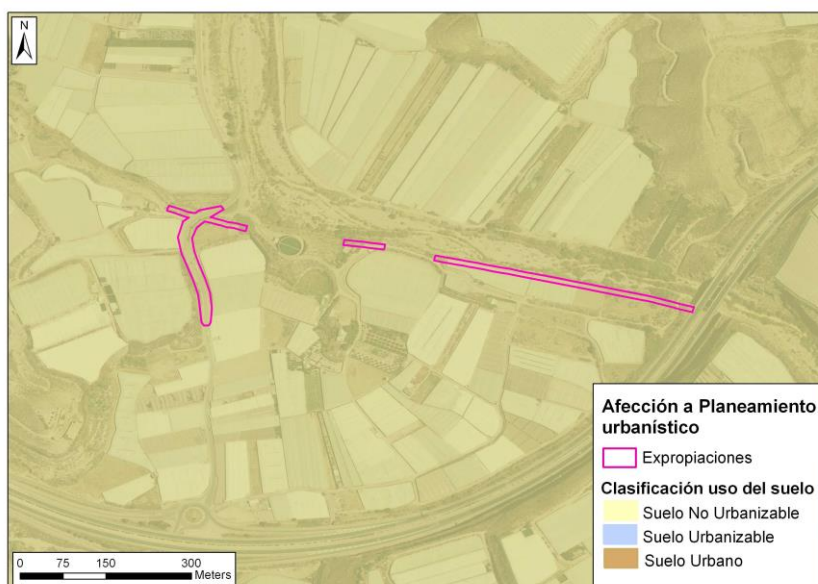 N
Afección a Planeamiento
urbanístico
Expropiaciones
Clasificación uso del suelo
Suelo No Urbanizable
Suelo Urbanizable
Suelo Urbano
0 75 150 300
Meters